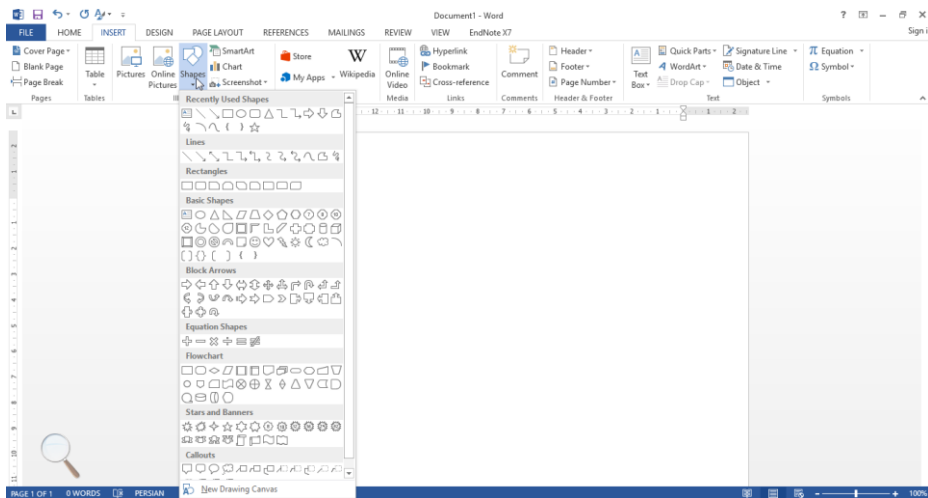 Document1 - Word
FILE HOME INSERT DESIGN PAGE LAYOUT REFERENCES MAILINGS REVIEW VIEW EndNote X7 Sign i
Cover Page
Blank Page
Page Break
Pages
Table
Tables
Pictures
Online Pictures
Shapes
SmartArt
Chart
Screenshot
Store
My Apps
Wikipedia
Online Video
Media
Hyperlink
Bookmark
Cross-reference
Links
Comment
Comments
Header
Footer
Page Number
Header & Footer
Text Box
Quick Parts
WordArt
Drop Cap
Signature Line
Date & Time
Object
Text
Equation
Symbol
Symbols
Recently Used Shapes
Lines
Rectangles
Basic Shapes
Block Arrows
Equation Shapes
Flowchart
Stars and Banners
Callouts
New Drawing Canvas
PAGE 1 OF 1 0 WORDS PERSIAN 100%